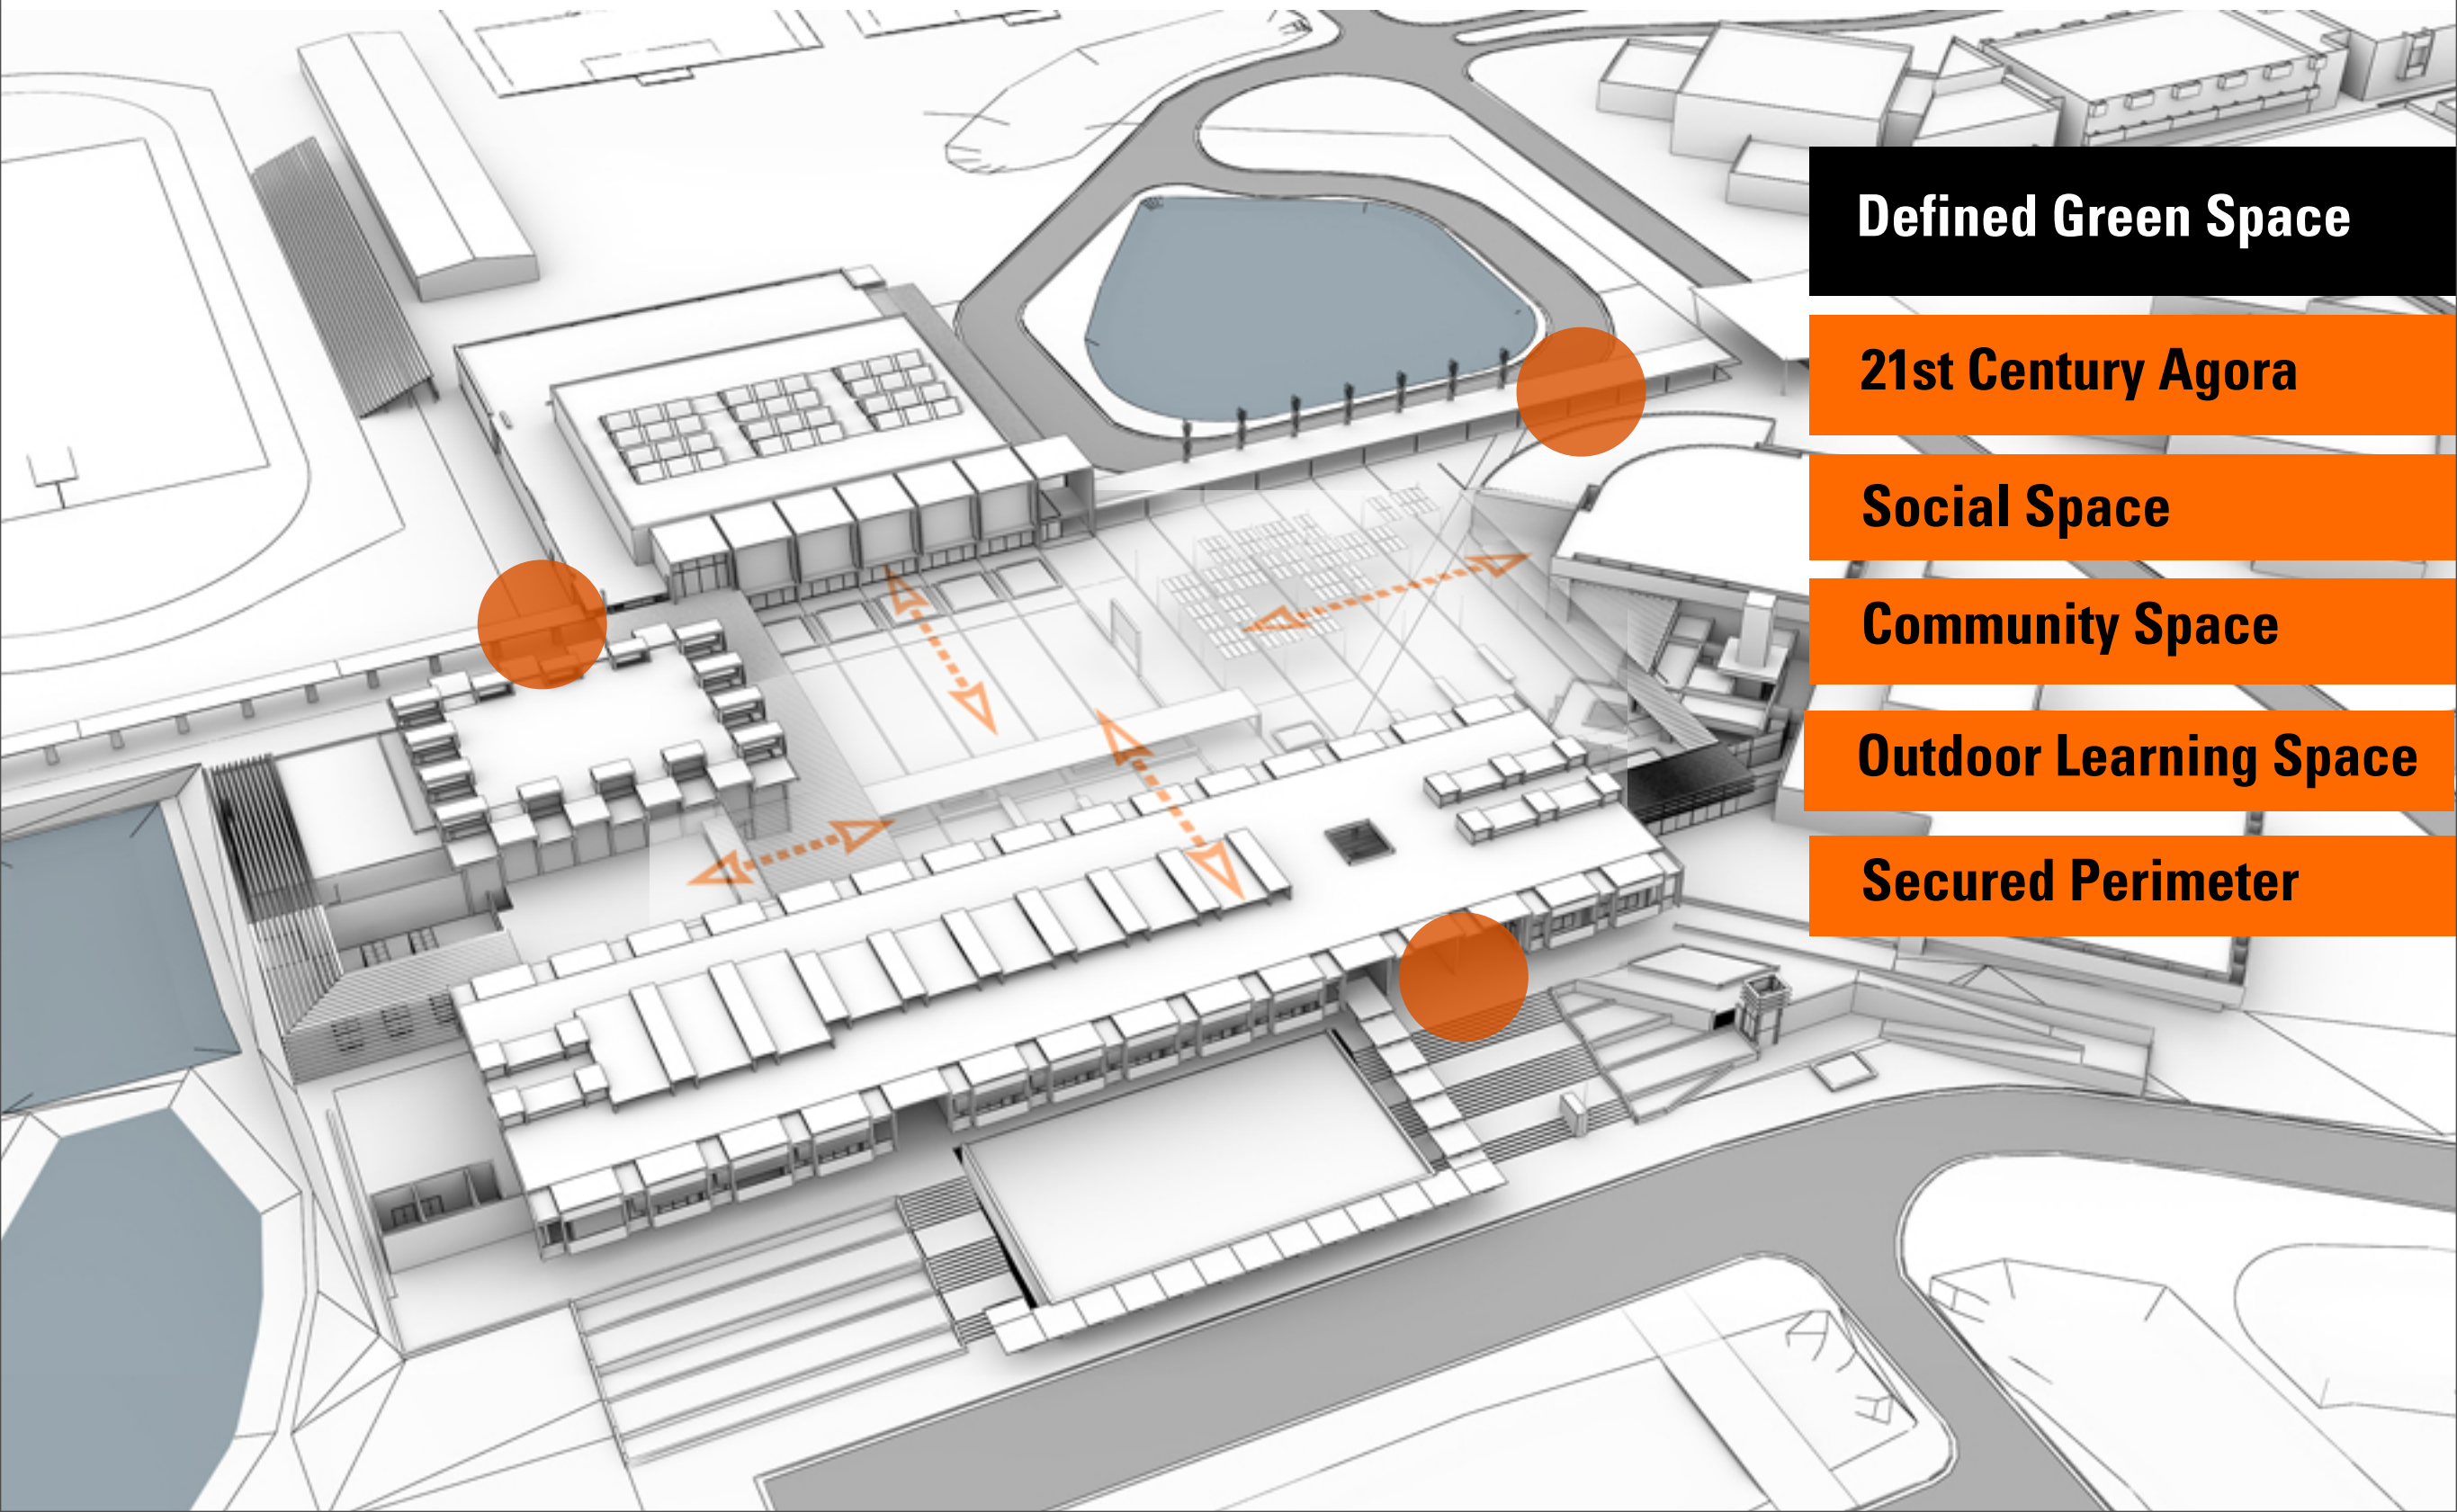 Defined Green Space
21st Century Agora
Social Space
Community Space
Outdoor Learning Space
Secured Perimeter